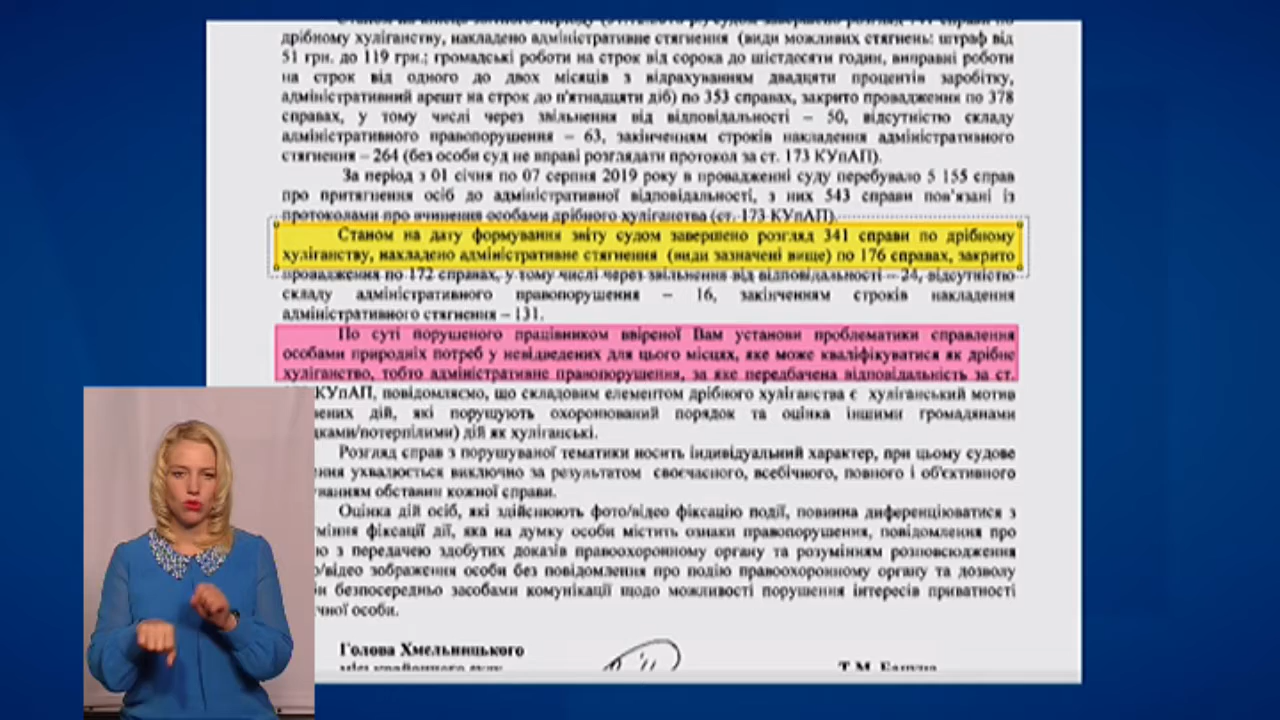 дрібному хуліганству, накладено адміністративне стягнення (види можливих стягнень: штраф від
51 грн. до 119 грн.; громадські роботи на строк від сорока до шістдесяти годин, виправні роботи
на строк від одного до двох місяців з відрахуванням двадцяти процентів заробітку,
адміністративний арешт на строк до п'ятнадцяти діб) по 353 справах, закрито провадження по 378
справах, у тому числі через звільнення від відповідальності – 50, відсутністю складу
адміністративного правопорушення – 63, закінченням строків накладення адміністративного
стягнення – 264 (без особи суд не вправі розглядати протокол за ст. 173 КУпАП).
За період з 01 січня по 07 серпня 2019 року в провадженні суду перебувало 5 155 справ
про притягнення осіб до адміністративної відповідальності, з них 543 справи пов'язані із
протоколами про вчинення особами дрібного хуліганства (ст. 173 КУпАП).
Станом на дату формування звіту судом завершено розгляд 341 справи по дрібному
хуліганству, накладено адміністративне стягнення (види зазначені вище) по 176 справах, закрито
провадження по 172 справах, у тому числі через звільнення від відповідальності – 24, відсутністю
складу адміністративного правопорушення – 16, закінченням строків накладення
адміністративного стягнення – 131.
По суті порушеного працівником ввіреної Вам установи проблематики справлення
особами природніх потреб у невідведених для цього місцях, яке може кваліфікуватися як дрібне
хуліганство, тобто адміністративне правопорушення, за яке передбачена відповідальність за ст.
КУпАП, повідомляємо, що складовим елементом дрібного хуліганства є хуліганський мотив
дій, які порушують охоронюваний порядок та оцінка іншими громадянами
дій як хуліганські.
Розгляд справ з порушуваної тематики носить індивідуальний характер, при цьому судове
ухвалюється виключно за результатом своєчасного, всебічного, повного і об'єктивного
обставин кожної справи.
Оцінка дій осіб, які здійснюють фото/відео фіксацію події, повинна диференціюватися з
фіксації дії, яка на думку особи містить ознаки правопорушення, повідомлення про
з передачею здобутих доказів правоохоронному органу та розумінням розповсюдження
зображення особи без повідомлення про подію правоохоронному органу та дозволу
безпосередньо засобами комунікації щодо можливості порушення інтересів приватності
особи.
Голова Хмельницького